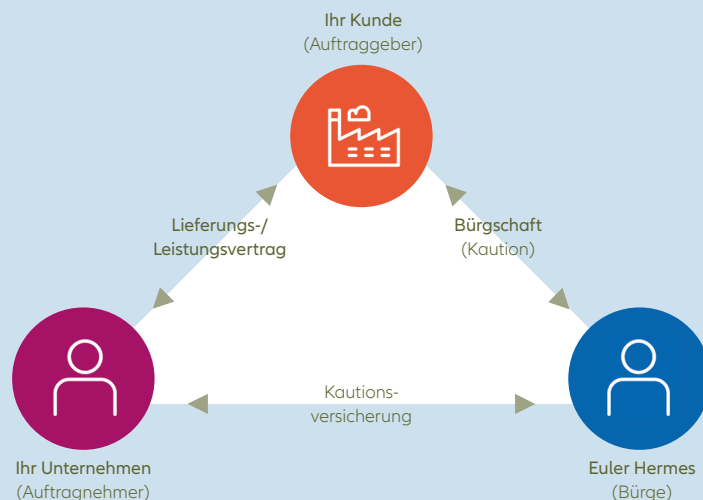 Ihr Kunde
(Auftraggeber)
Lieferungs-/
Leistungsvertrag
Bürgschaft
(Kaution)
Kautions-
versicherung
Ihr Unternehmen
(Auftragnehmer)
Euler Hermes
(Bürge)